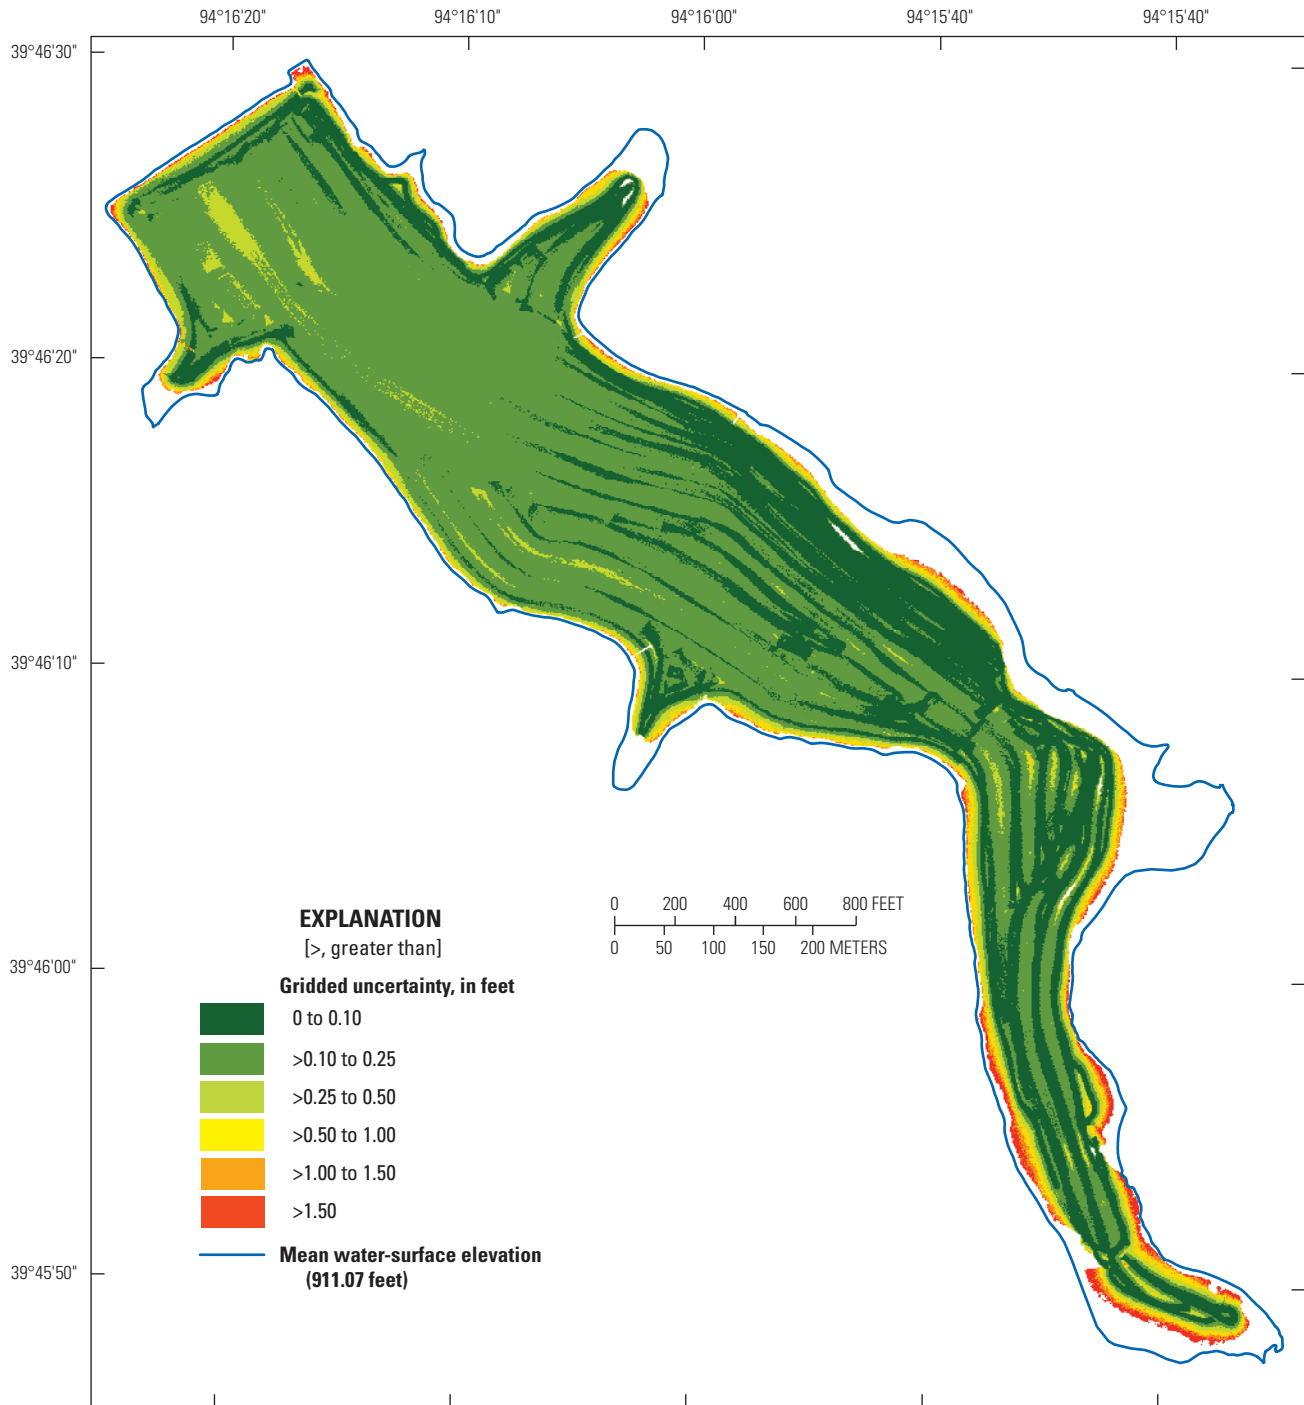 94°16'20" 94°16'10" 94°16'00" 94°15'40" 94°15'40"
39°46'30"
39°46'20"
39°46'10"
39°46'00"
39°45'50"
0 200 400 600 800 FEET
0 50 100 150 200 METERS
EXPLANATION
[>, greater than]
Gridded uncertainty, in feet
0 to 0.10
>0.10 to 0.25
>0.25 to 0.50
>0.50 to 1.00
>1.00 to 1.50
>1.50
Mean water-surface elevation
(911.07 feet)